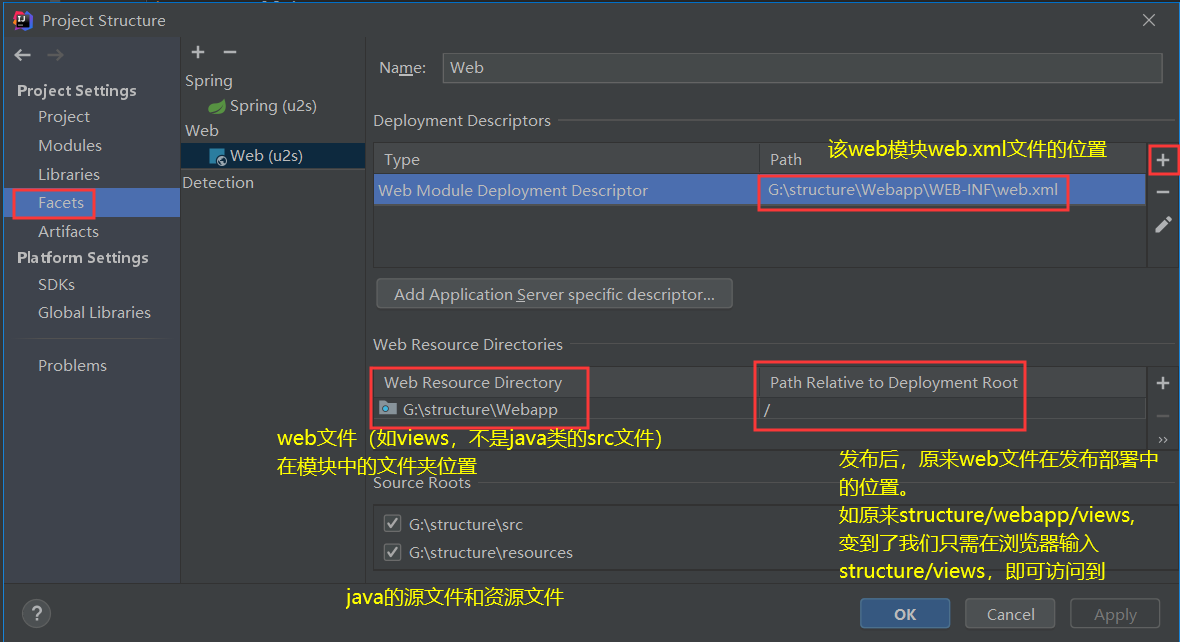 Project Structure
Project Settings
Project
Modules
Libraries
Facets
Artifacts
Platform Settings
SDKs
Global Libraries
Problems
Spring
Spring (u2s)
Web
Web (u2s)
Detection
Name: Web
Deployment Descriptors
该web模块web.xml文件的位置
Type Path
Web Module Deployment Descriptor G:\structure\Webapp\WEB-INF\web.xml
Add Application Server specific descriptor...
Web Resource Directories
Web Resource Directory Path Relative to Deployment Root
G:\structure\Webapp /
web文件（如views，不是java类的src文件）
在模块中的文件夹位置
发布后，原来web文件在发布部署中
的位置。
如原来structure/webapp/views,
变到了我们只需在浏览器输入
structure/views，即可访问到
Source Roots
G:\structure\src
G:\structure\resources
java的源文件和资源文件
? OK Cancel Apply